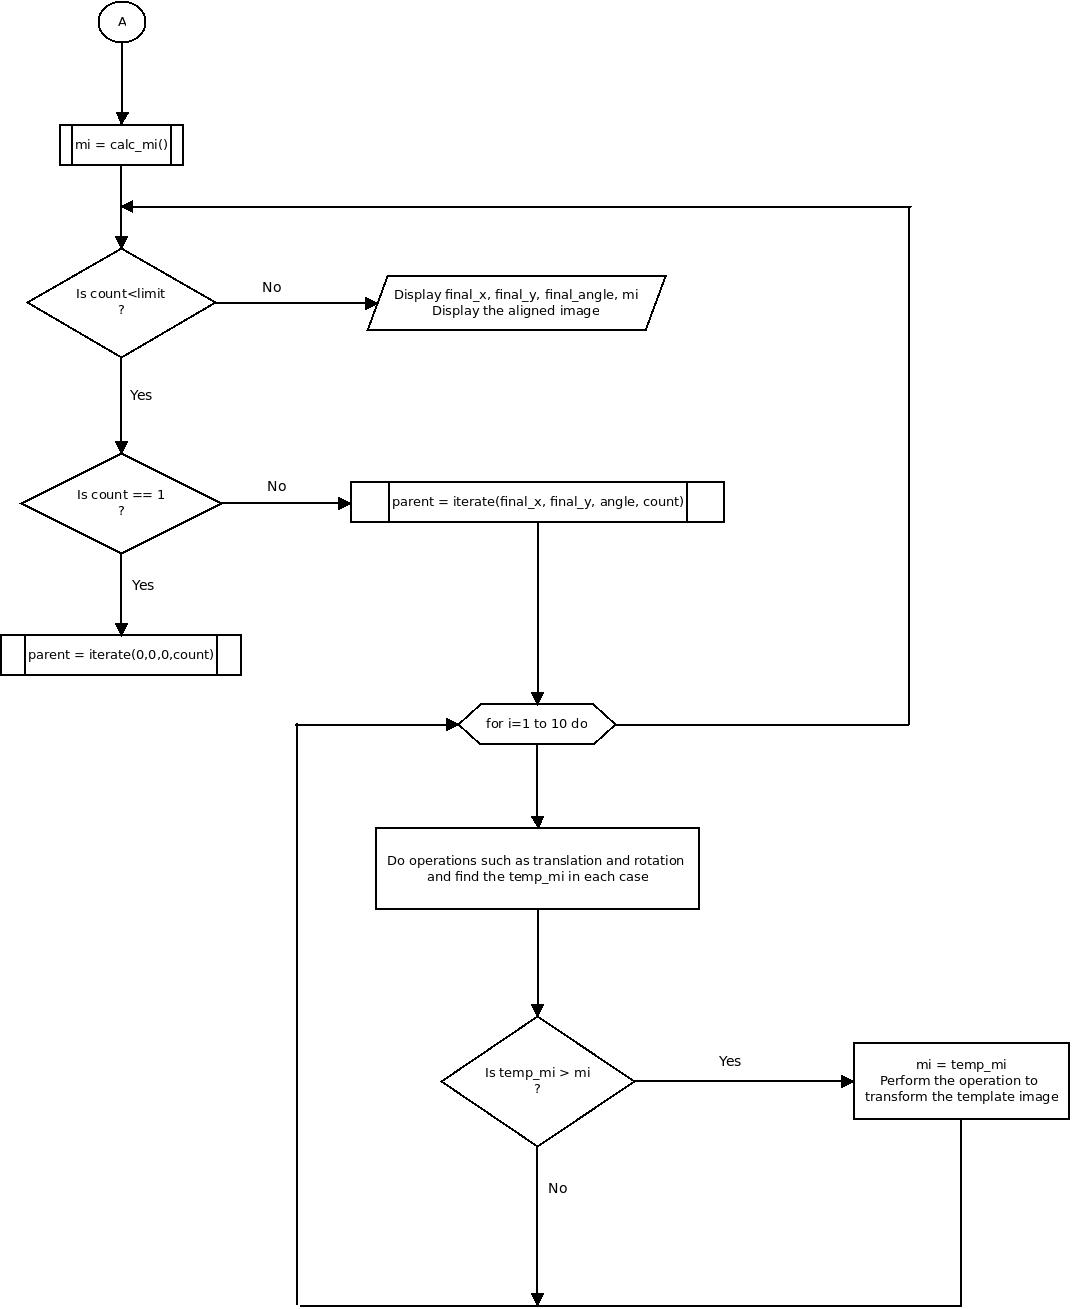 A
mi = calc_mi()
Is count<limit
?
No
Display final_x, final_y, final_angle, mi
Display the aligned image
Yes
Is count == 1
?
No
parent = iterate(final_x, final_y, angle, count)
Yes
parent = iterate(0,0,0,count)
for i=1 to 10 do
Do operations such as translation and rotation
and find the temp_mi in each case
Is temp_mi > mi
?
Yes
mi = temp_mi
Perform the operation to
transform the template image
No